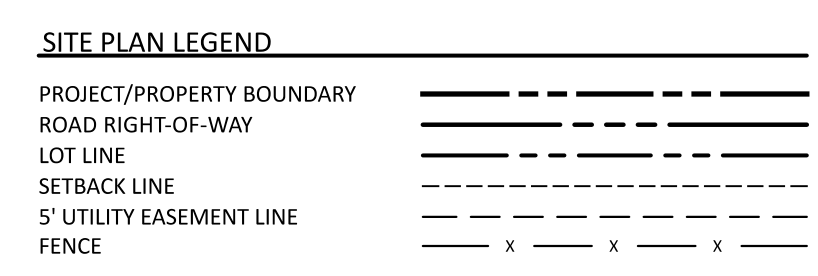 SITE PLAN LEGEND
PROJECT/PROPERTY BOUNDARY
ROAD RIGHT-OF-WAY
LOT LINE
SETBACK LINE
5' UTILITY EASEMENT LINE
FENCE X X X